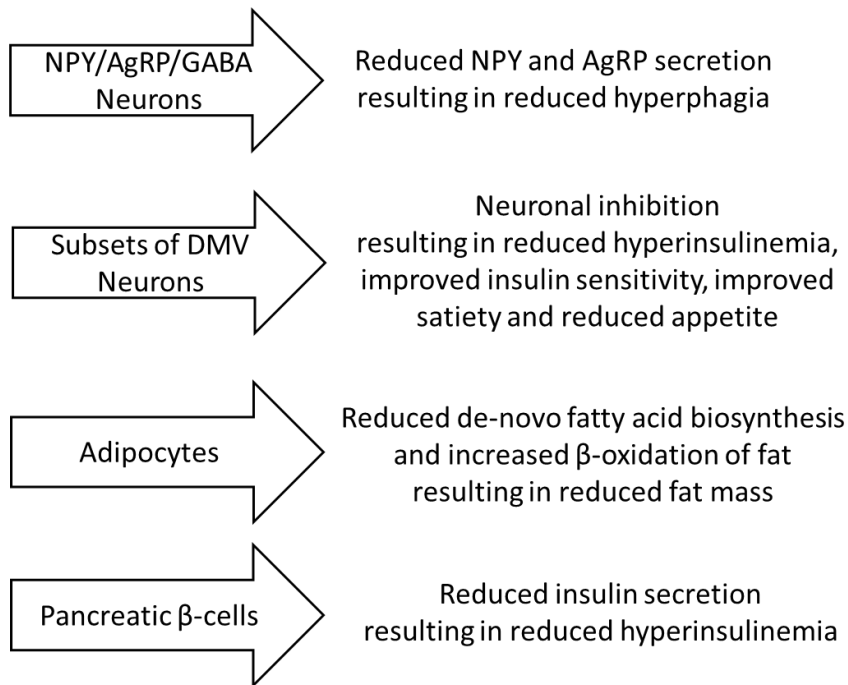 NPY/AgRP/GABA
Neurons
Reduced NPY and AgRP secretion
resulting in reduced hyperphagia
Subsets of DMV
Neurons
Neuronal inhibition
resulting in reduced hyperinsulinemia,
improved insulin sensitivity, improved
satiety and reduced appetite
Adipocytes
Reduced de-novo fatty acid biosynthesis
and increased β-oxidation of fat
resulting in reduced fat mass
Pancreatic β-cells
Reduced insulin secretion
resulting in reduced hyperinsulinemia